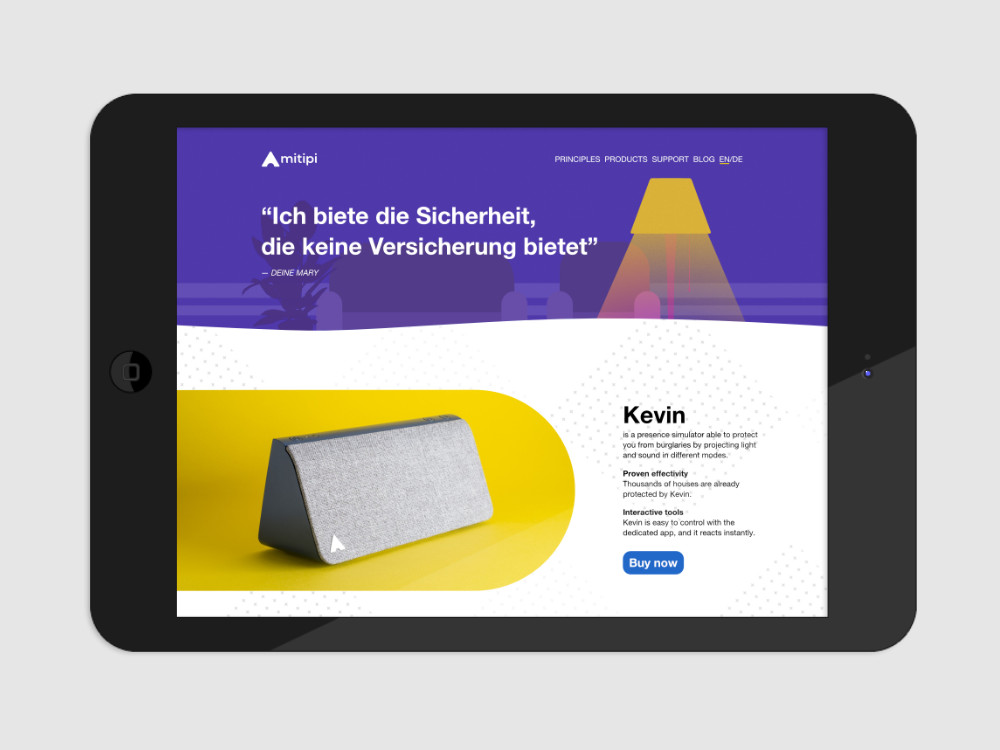 mitipi
PRINCIPLES PRODUCTS SUPPORT BLOG EN/DE
“Ich biete die Sicherheit,
die keine Versicherung bietet”
— DEINE MARY
Kevin
is a presence simulator able to protect
you from burglaries by projecting light
and sound in different modes.
Proven effectivity
Thousands of houses are already
protected by Kevin.
Interactive tools
Kevin is easy to control with the
dedicated app, and it reacts instantly.
Buy now